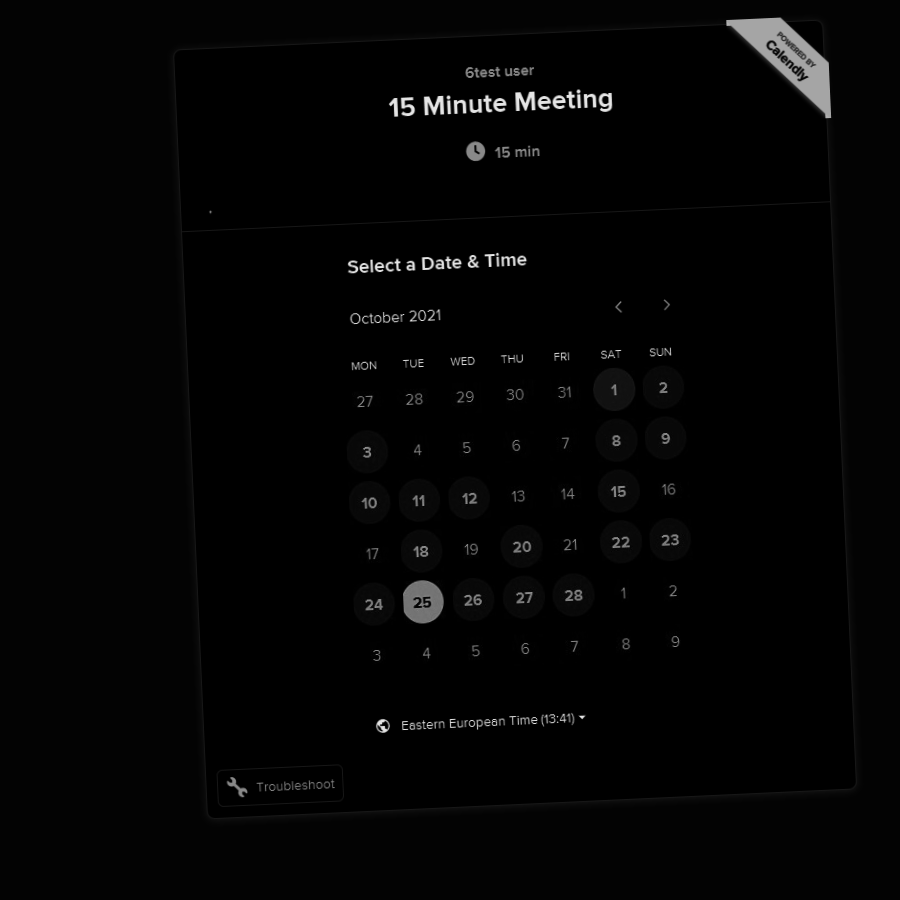 POWERED BY
Calendly
6test user
15 Minute Meeting
15 min
Select a Date & Time
October 2021
MON TUE WED THU FRI SAT SUN
27 28 29 30 31 1 2
3 4 5 6 7 8 9
10 11 12 13 14 15 16
17 18 19 20 21 22 23
24 25 26 27 28 1 2
3 4 5 6 7 8 9
Eastern European Time (13:41)
Troubleshoot